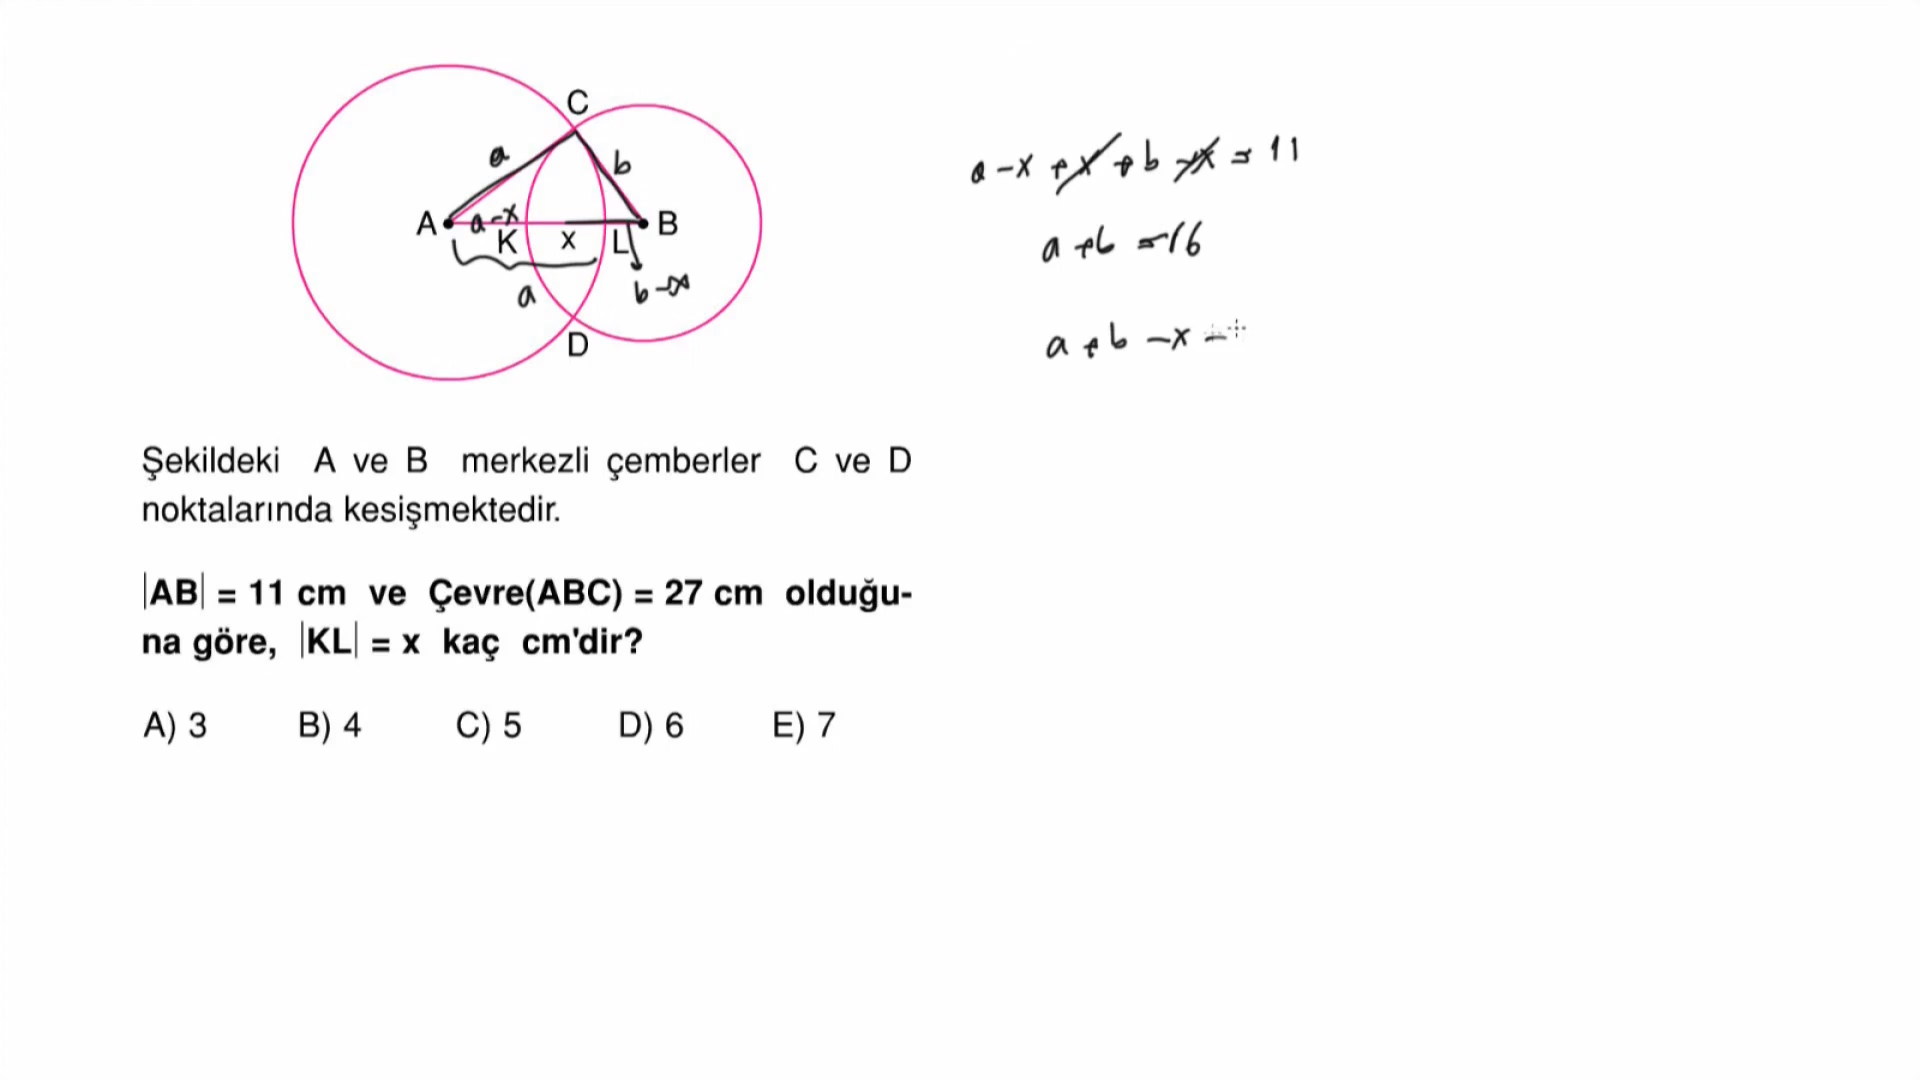 C
a
b
A
a-x
B
K
x
L
a
b-x
D
a-x+x+b-x=11
a+b=16
a+b-x=
Şekildeki A ve B merkezli çemberler C ve D
noktalarında kesişmektedir.
|AB| = 11 cm ve Çevre(ABC) = 27 cm olduğu-
na göre, |KL| = x kaç cm'dir?
A) 3 B) 4 C) 5 D) 6 E) 7